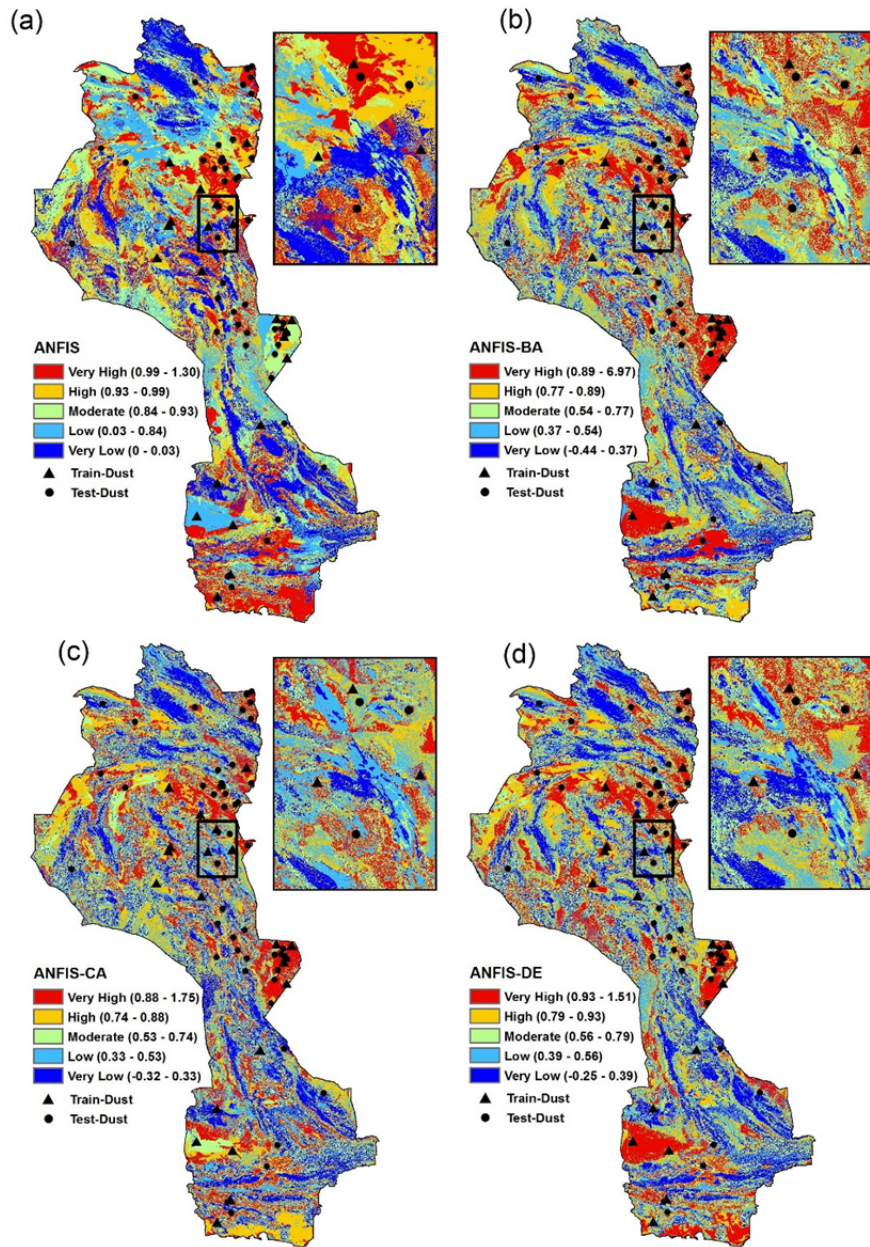 (a)
ANFIS
Very High (0.99 - 1.30)
High (0.93 - 0.99)
Moderate (0.84 - 0.93)
Low (0.03 - 0.84)
Very Low (0 - 0.03)
Train-Dust
Test-Dust
(b)
ANFIS-BA
Very High (0.89 - 6.97)
High (0.77 - 0.89)
Moderate (0.54 - 0.77)
Low (0.37 - 0.54)
Very Low (-0.44 - 0.37)
Train-Dust
Test-Dust
(c)
ANFIS-CA
Very High (0.88 - 1.75)
High (0.74 - 0.88)
Moderate (0.53 - 0.74)
Low (0.33 - 0.53)
Very Low (-0.32 - 0.33)
Train-Dust
Test-Dust
(d)
ANFIS-DE
Very High (0.93 - 1.51)
High (0.79 - 0.93)
Moderate (0.56 - 0.79)
Low (0.39 - 0.56)
Very Low (-0.25 - 0.39)
Train-Dust
Test-Dust